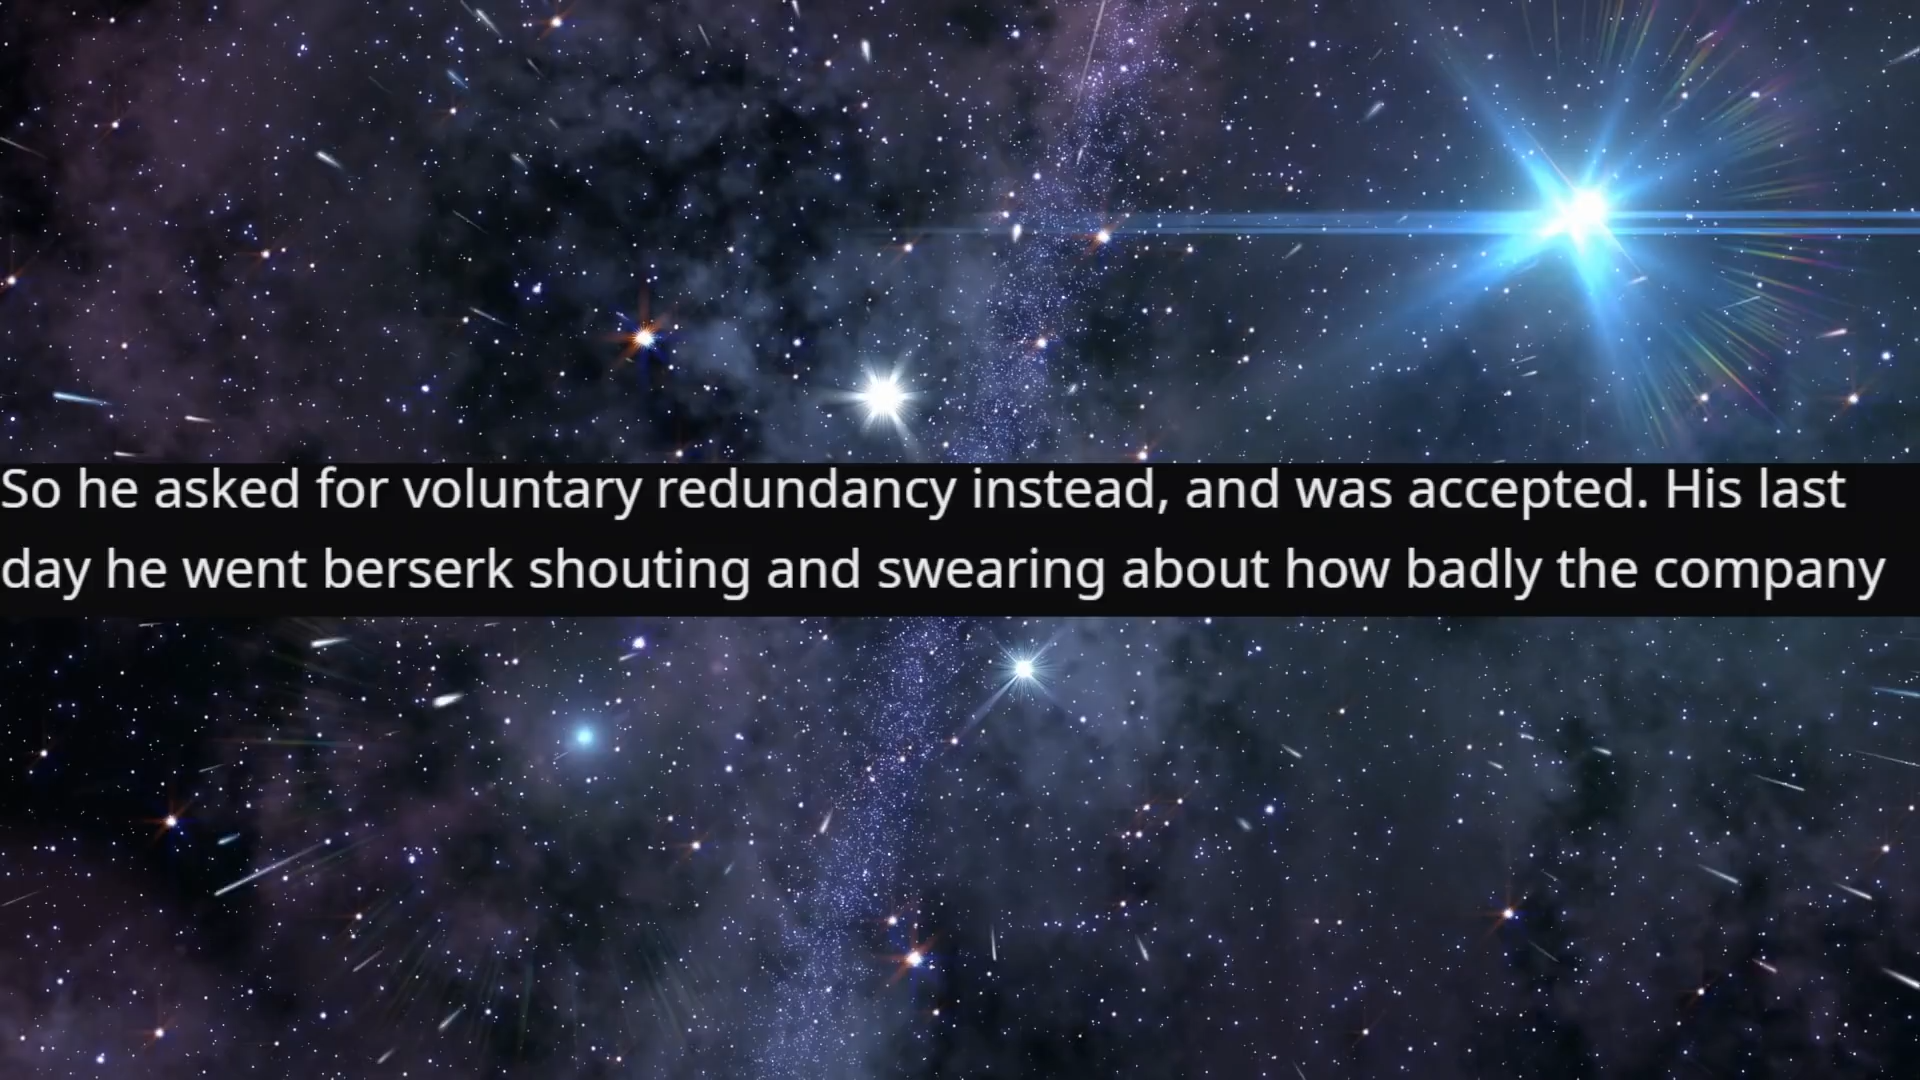 So he asked for voluntary redundancy instead, and was accepted. His last
day he went berserk shouting and swearing about how badly the company